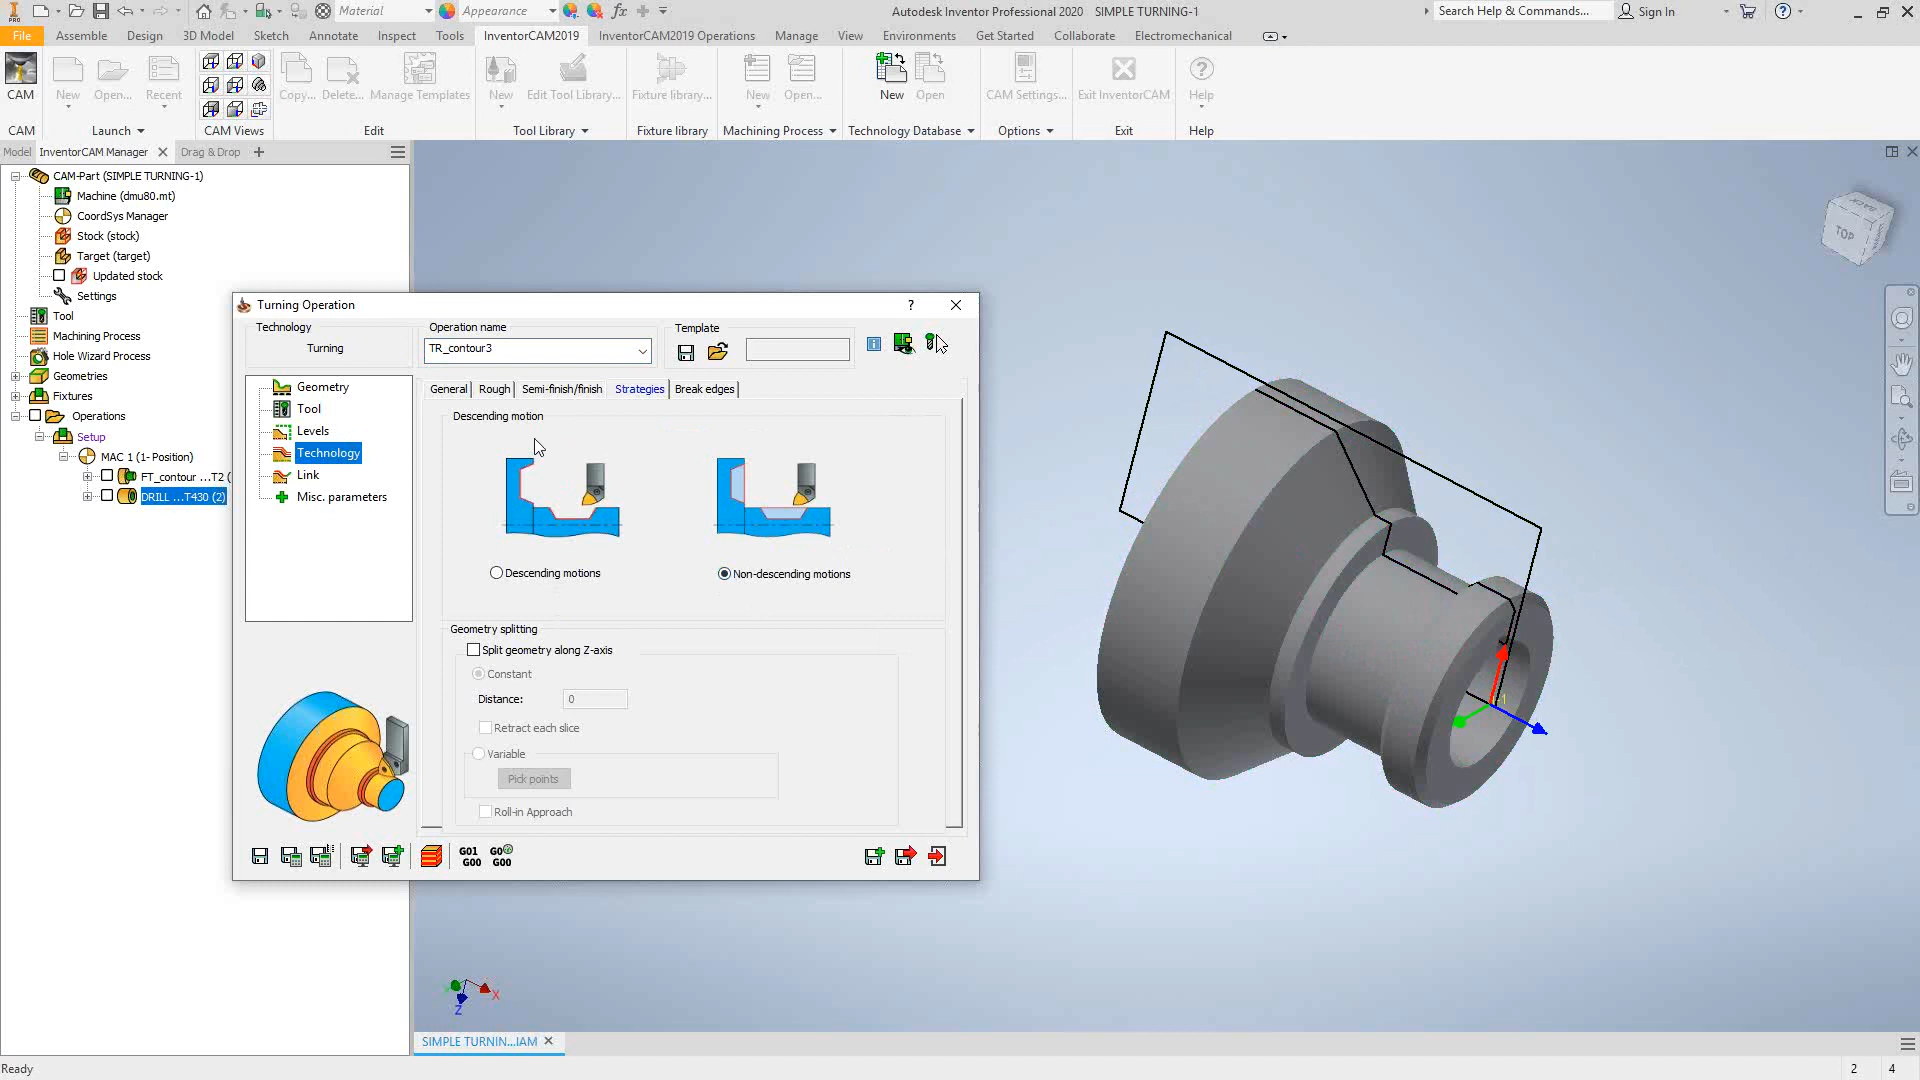 Material
Appearance
Autodesk Inventor Professional 2020 SIMPLE TURNING-1
Search Help & Commands...
Sign In
File
Assemble
Design
3D Model
Sketch
Annotate
Inspect
Tools
InventorCAM2019
InventorCAM2019 Operations
Manage
View
Environments
Get Started
Collaborate
Electromechanical
CAM
New
Open...
Recent
Copy...
Delete...
Manage Templates
New
Edit Tool Library...
Fixture library...
New
Open...
New
Open
CAM Settings...
Exit InventorCAM
Help
CAM
Launch
CAM Views
Edit
Tool Library
Fixture library
Machining Process
Technology Database
Options
Exit
Help
Model
InventorCAM Manager
Drag & Drop
CAM-Part (SIMPLE TURNING-1)
Machine (dmu80.mt)
CoordSys Manager
Stock (stock)
Target (target)
Updated stock
Settings
Tool
Machining Process
Hole Wizard Process
Geometries
Fixtures
Operations
Setup
MAC 1 (1- Position)
FT_contour ...T2 (
DRILL ...T430 (2)
Turning Operation
?
Technology
Turning
Operation name
TR_contour3
Template
Geometry
Tool
Levels
Technology
Link
Misc. parameters
General
Rough
Semi-finish/finish
Strategies
Break edges
Descending motion
Descending motions
Non-descending motions
Geometry splitting
Split geometry along Z-axis
Constant
Distance:
0
Retract each slice
Variable
Pick points
Roll-in Approach
G01
G00
G0
G00
BACK
TOP
1
X
Y
Z
SIMPLE TURNIN...IAM
Ready
2
4